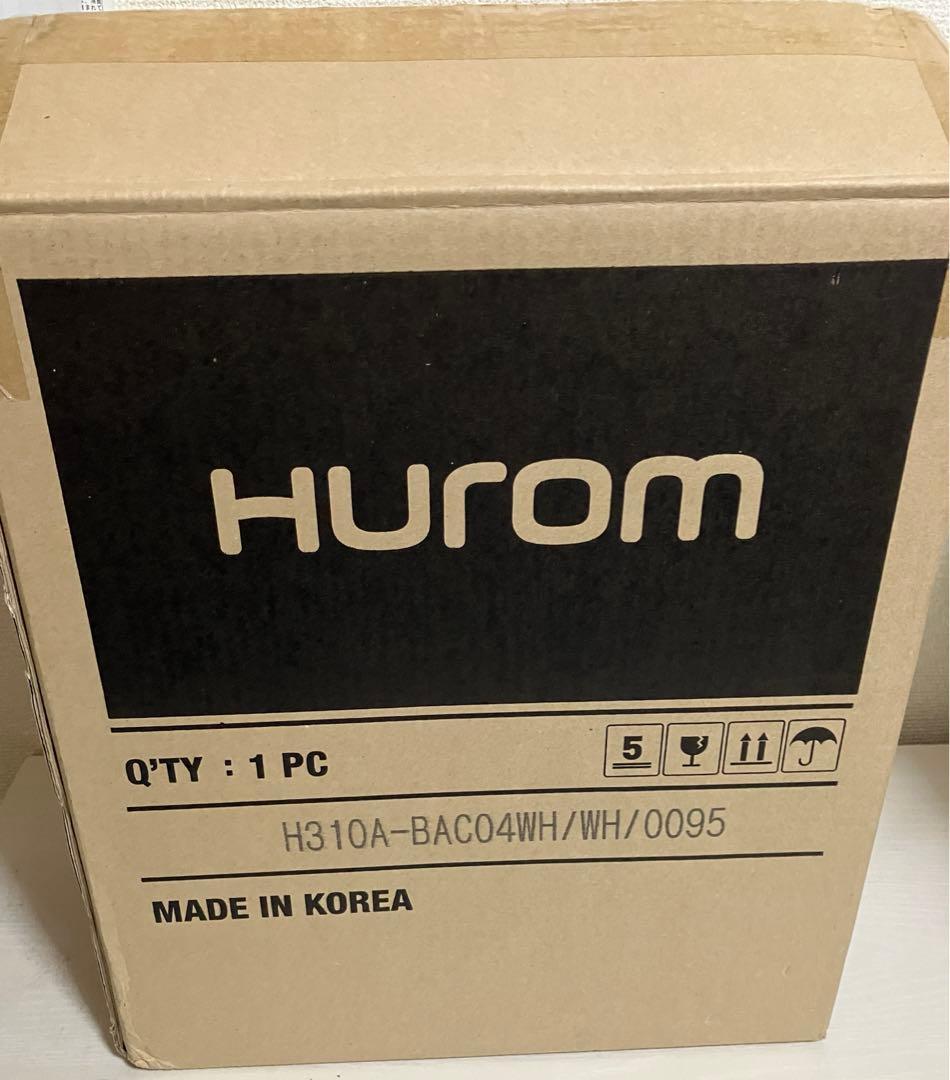 Hurom
Q'TY : 1 PC
5
H310A-BAC04WH/WH/0095
MADE IN KOREA